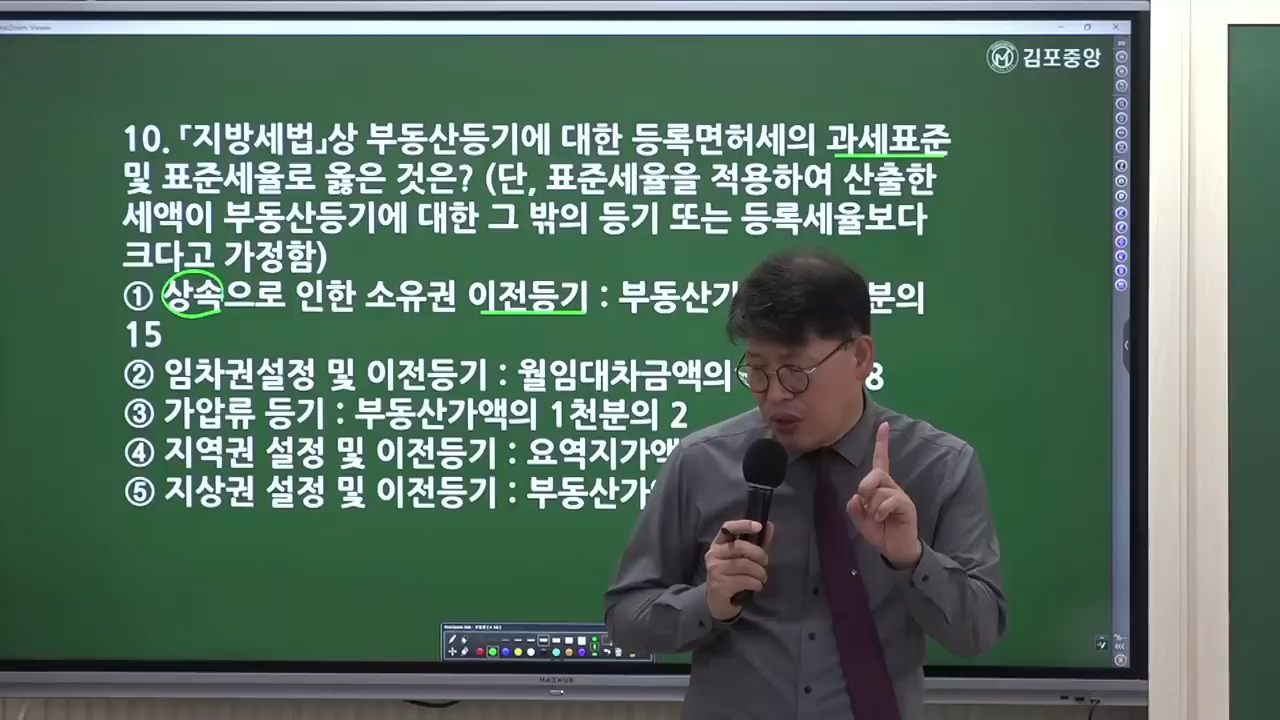 김포중앙
10. 「지방세법」상 부동산등기에 대한 등록면허세의 과세표준
및 표준세율로 옳은 것은? (단, 표준세율을 적용하여 산출한
세액이 부동산등기에 대한 그 밖의 등기 또는 등록세율보다
크다고 가정함)
① 상속으로 인한 소유권 이전등기 : 부동산가 분의
15
② 임차권설정 및 이전등기 : 월임대차금액의 8
③ 가압류 등기 : 부동산가액의 1천분의 2
④ 지역권 설정 및 이전등기 : 요역지가액
⑤ 지상권 설정 및 이전등기 : 부동산가
MAXHUB